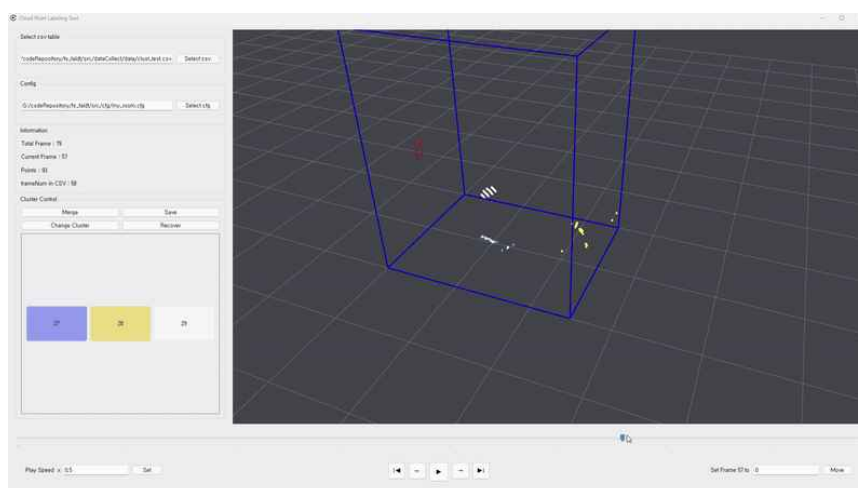 Cloud Point Labeling Tool
Select csv table
Select csv
Config
Select cfg
Information
Total Frame : 79
Current Frame : 57
Points : 83
frameNum in CSV : 58
Cluster Control
Merge
Save
Change Cluster
Recover
27
28
29
Play Speed x
0.5
Set
Set Frame 57 to
0
Move